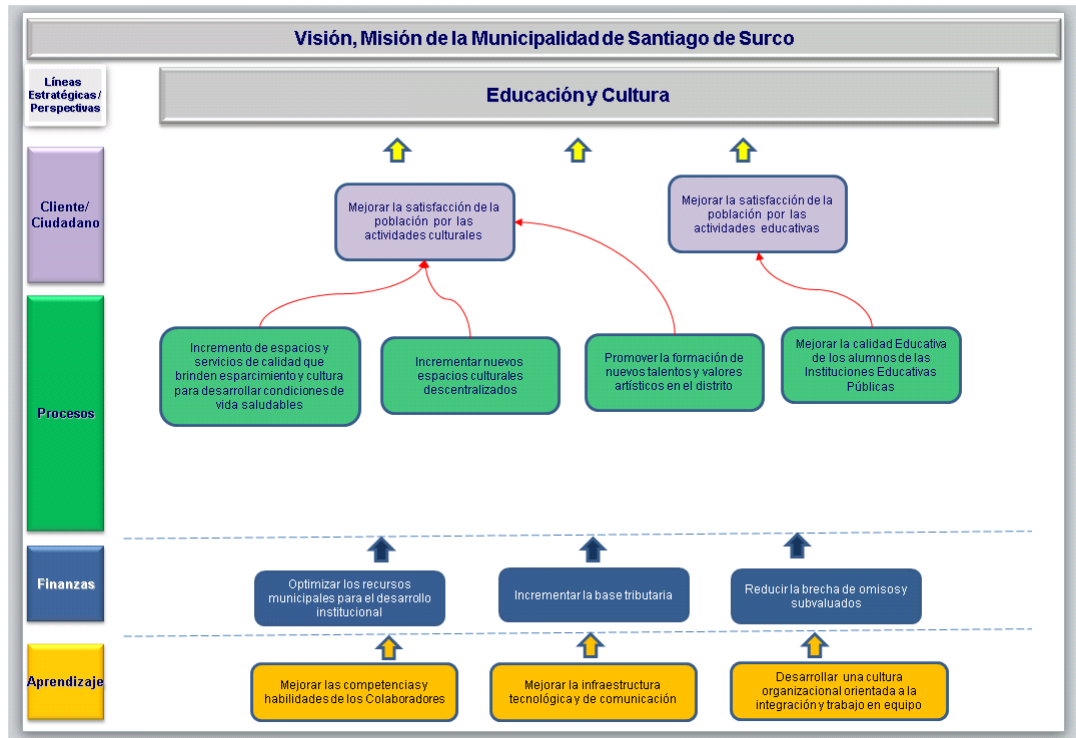 Visión, Misión de la Municipalidad de Santiago de Surco
Líneas
Estratégicas /
Perspectivas
Educación y Cultura
Cliente/
Ciudadano
Mejorar la satisfacción de la
población por las
actividades culturales
Mejorar la satisfacción de la
población por las
actividades educativas
Procesos
Incremento de espacios y
servicios de calidad que
brinden esparcimiento y cultura
para desarrollar condiciones de
vida saludables
Incrementar nuevos
espacios culturales
descentralizados
Promover la formación de
nuevos talentos y valores
artísticos en el distrito
Mejorar la calidad Educativa
de los alumnos de las
Instituciones Educativas
Públicas
Finanzas
Optimizar los recursos
municipales para el desarrollo
institucional
Incrementar la base tributaria
Reducir la brecha de omisos y
subvaluados
Aprendizaje
Mejorar las competencias y
habilidades de los Colaboradores
Mejorar la infraestructura
tecnológica y de comunicación
Desarrollar una cultura
organizacional orientada a la
integración y trabajo en equipo